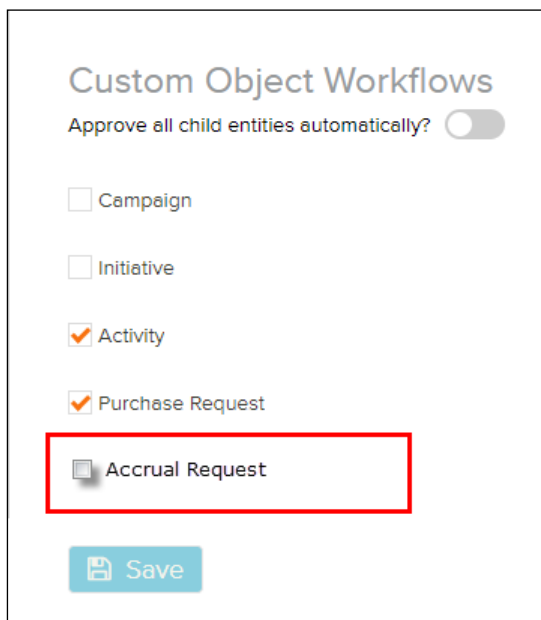 Custom Object Workflows
Approve all child entities automatically?
Campaign
Initiative
Activity
Purchase Request
Accrual Request
Save